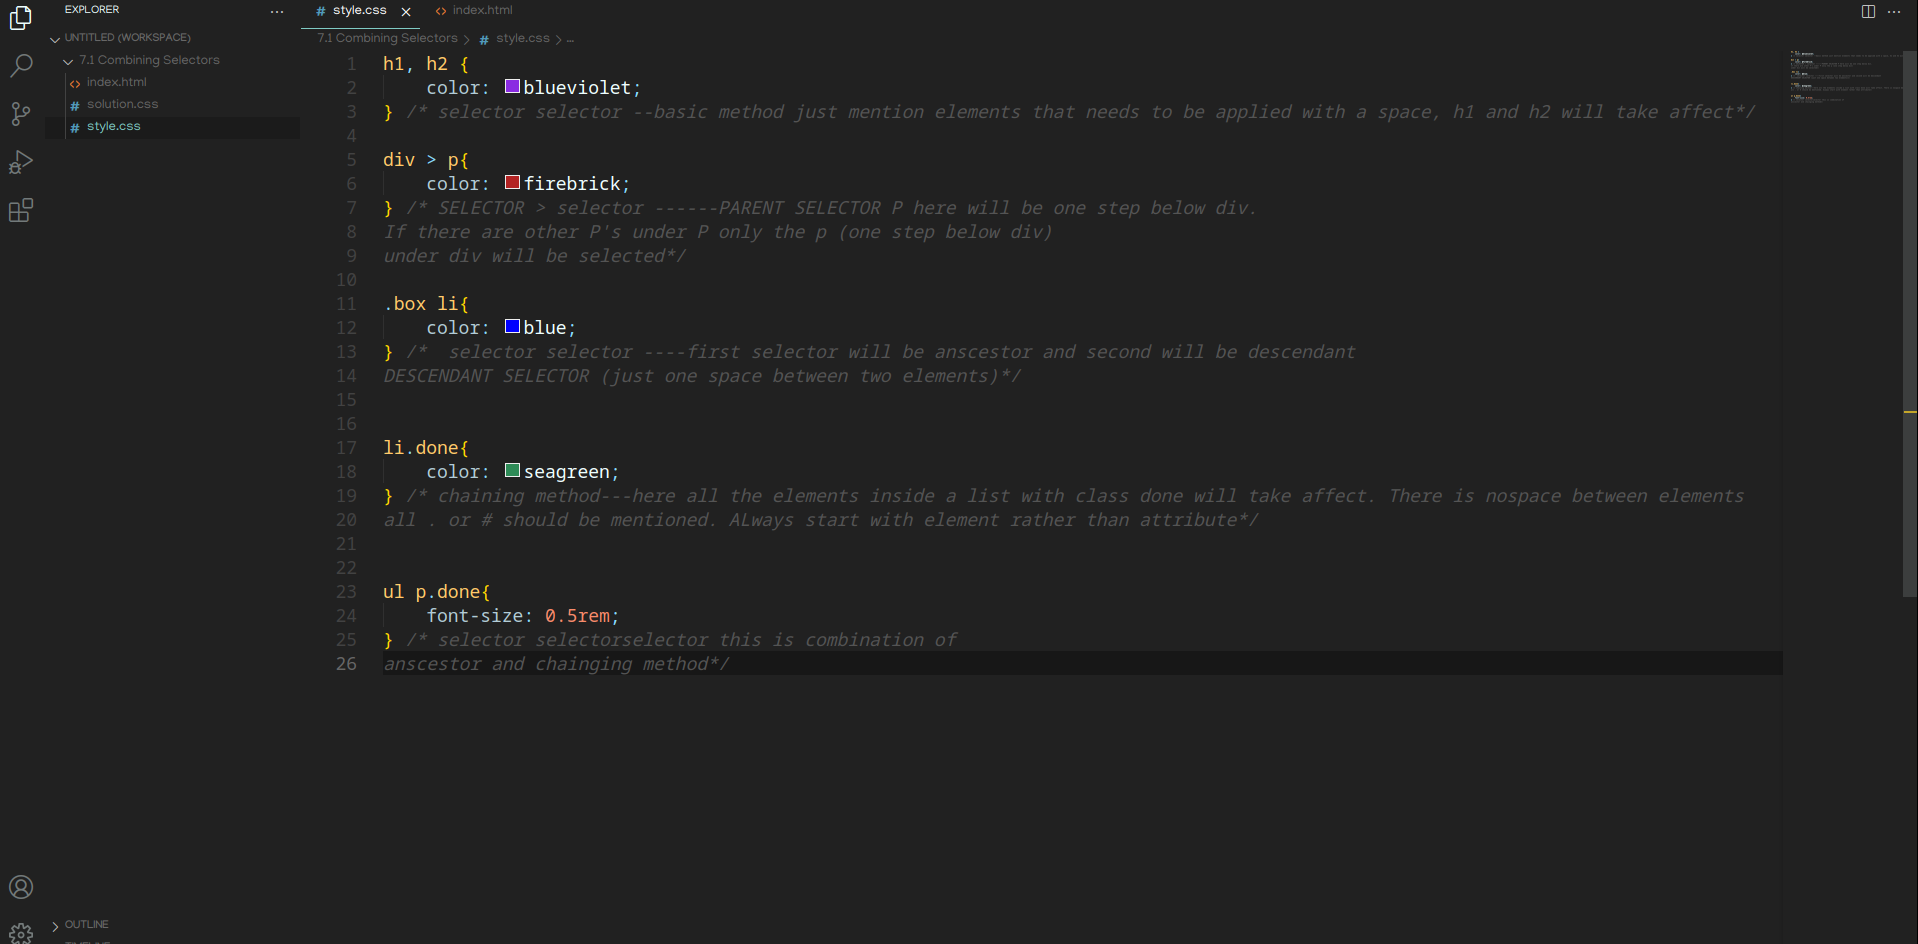 EXPLORER
UNTITLED (WORKSPACE)
7.1 Combining Selectors
index.html
solution.css
style.css
OUTLINE
style.css
index.html
7.1 Combining Selectors > # style.css > ...
1 h1, h2 {
2 color: blueviolet;
3 } /* selector selector --basic method just mention elements that needs to be applied with a space, h1 and h2 will take affect*/
4
5 div > p{
6 color: firebrick;
7 } /* SELECTOR > selector ------PARENT SELECTOR P here will be one step below div.
8 If there are other P's under P only the p (one step below div)
9 under div will be selected*/
10
11 .box li{
12 color: blue;
13 } /*  selector selector ----first selector will be anscestor and second will be descendant
14 DESCENDANT SELECTOR (just one space between two elements)*/
15
16
17 li.done{
18 color: seagreen;
19 } /* chaining method---here all the elements inside a list with class done will take affect. There is nospace between elements
20 all . or # should be mentioned. ALways start with element rather than attribute*/
21
22
23 ul p.done{
24 font-size: 0.5rem;
25 } /* selector selectorselector this is combination of
26 anscestor and chainging method*/